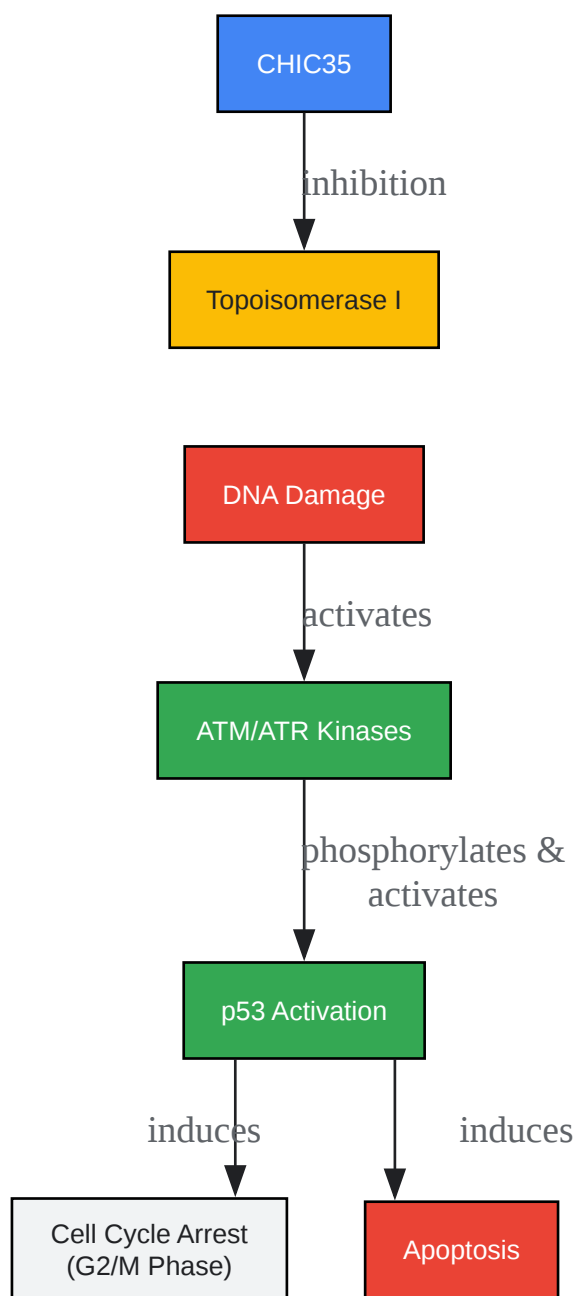 CHIC35
inhibition
Topoisomerase I
DNA Damage
activates
ATM/ATR Kinases
phosphorylates &
activates
p53 Activation
induces
induces
Cell Cycle Arrest
(G2/M Phase)
Apoptosis